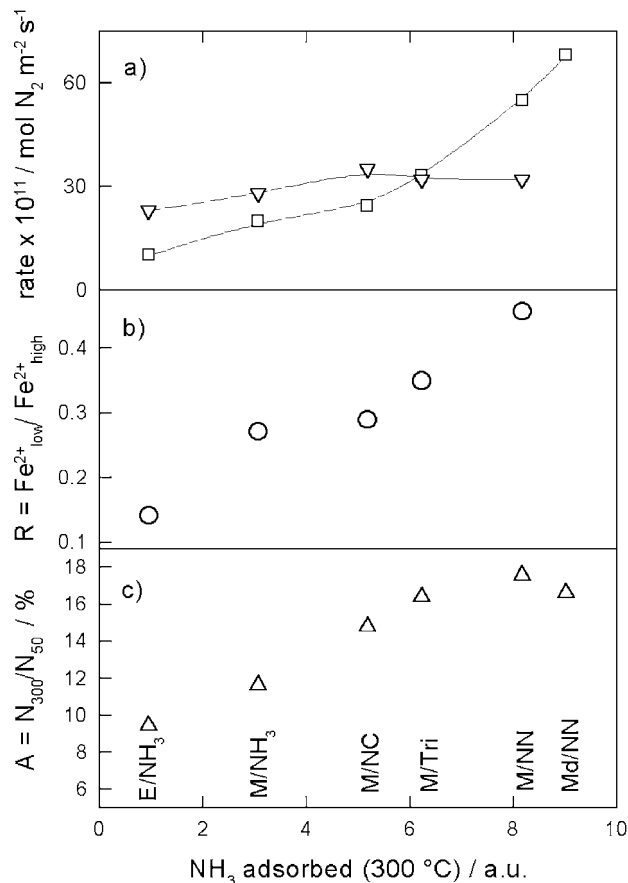 a)
rate x 10¹¹ / mol N₂ m⁻² s⁻¹
60
30
0
b)
R = Fe²⁺low / Fe²⁺high
0.4
0.3
0.2
0.1
c)
A = N₃₀₀/N₅₀ / %
18
16
14
12
10
8
6
E/NH₃
M/NH₃
M/NC
M/Tri
M/NN
Md/NN
0 2 4 6 8 10
NH₃ adsorbed (300 °C) / a.u.